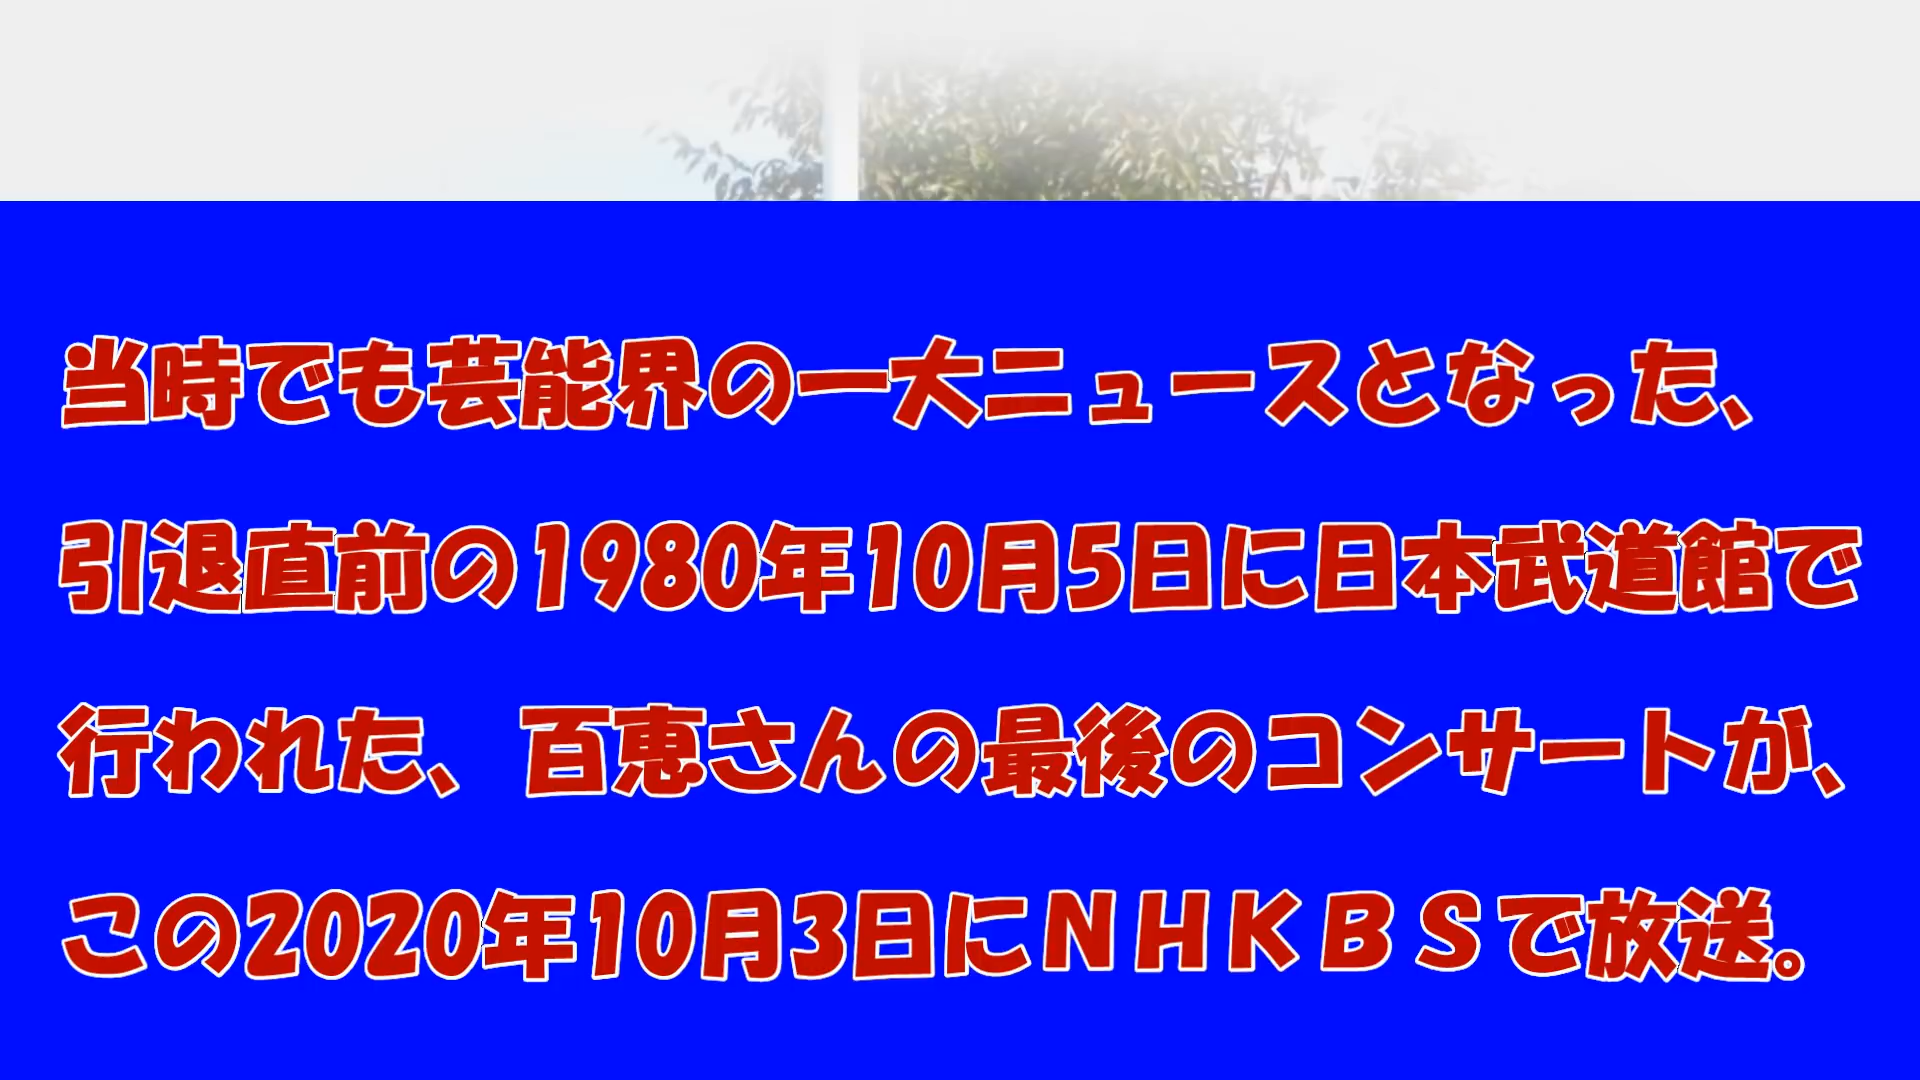 当時でも芸能界の一大ニュースとなった、
引退直前の1980年10月5日に日本武道館で
行われた、百恵さんの最後のコンサートが、
この2020年10月3日にＮＨＫＢＳで放送。